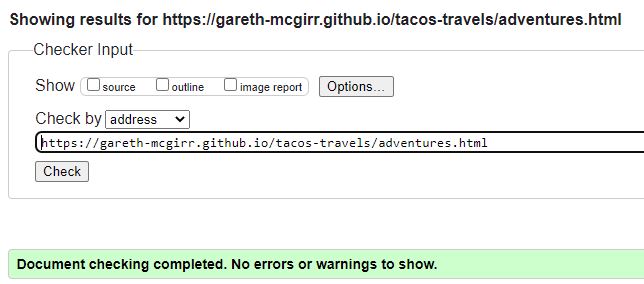 Showing results for https://gareth-mcgirr.github.io/tacos-travels/adventures.html
Checker Input
Show source outline image report Options...
Check by address
https://gareth-mcgirr.github.io/tacos-travels/adventures.html
Check
Document checking completed. No errors or warnings to show.